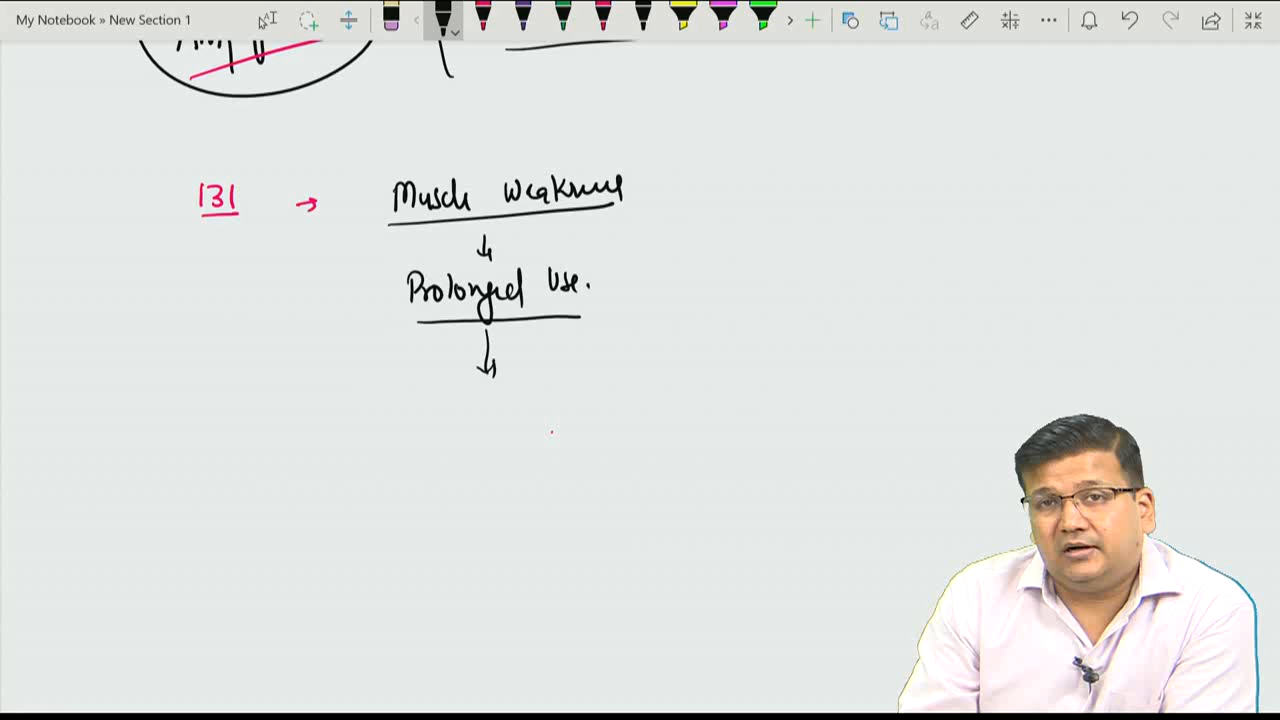 My Notebook » New Section 1
131 → Muscle Weakness
↓
Prolonged Use.
↓